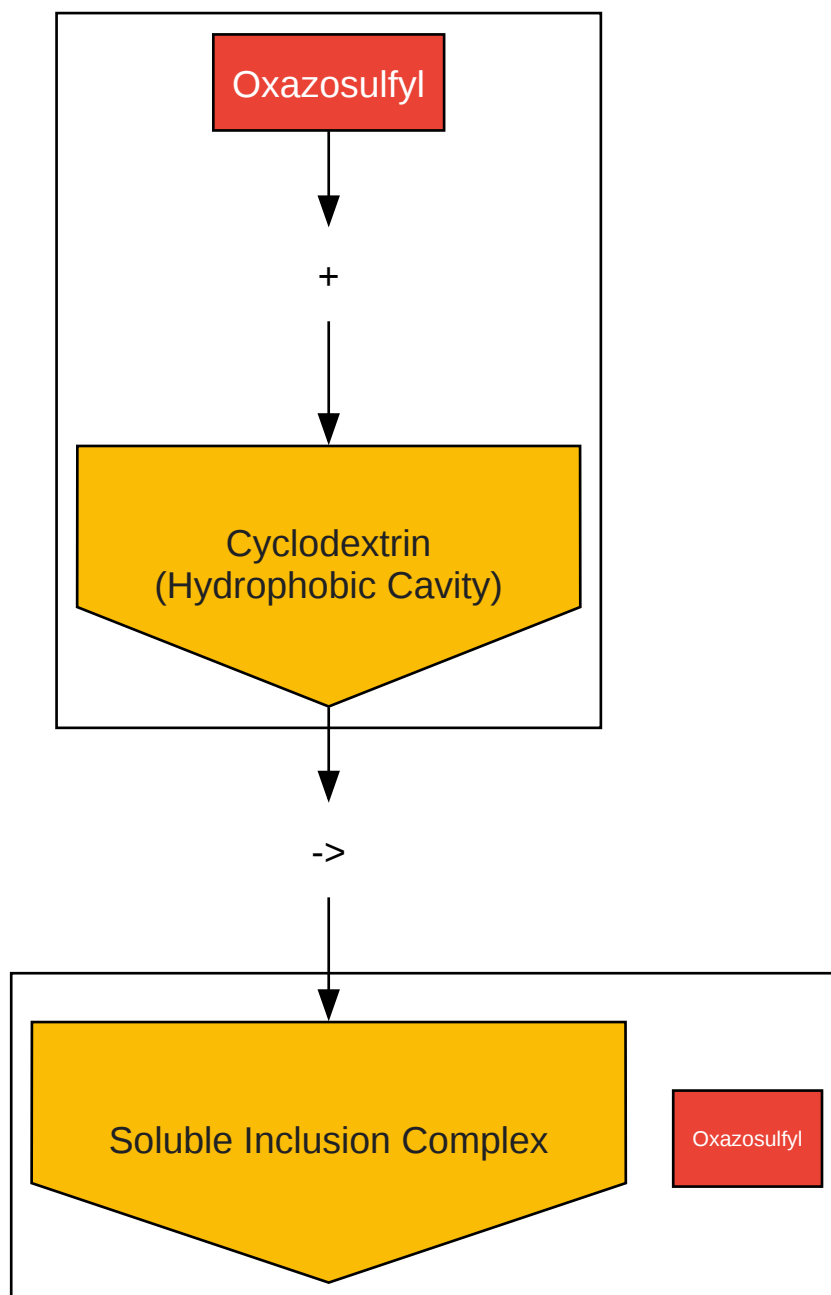 Oxazosulfyl
+
Cyclodextrin
(Hydrophobic Cavity)
->
Soluble Inclusion Complex
Oxazosulfyl